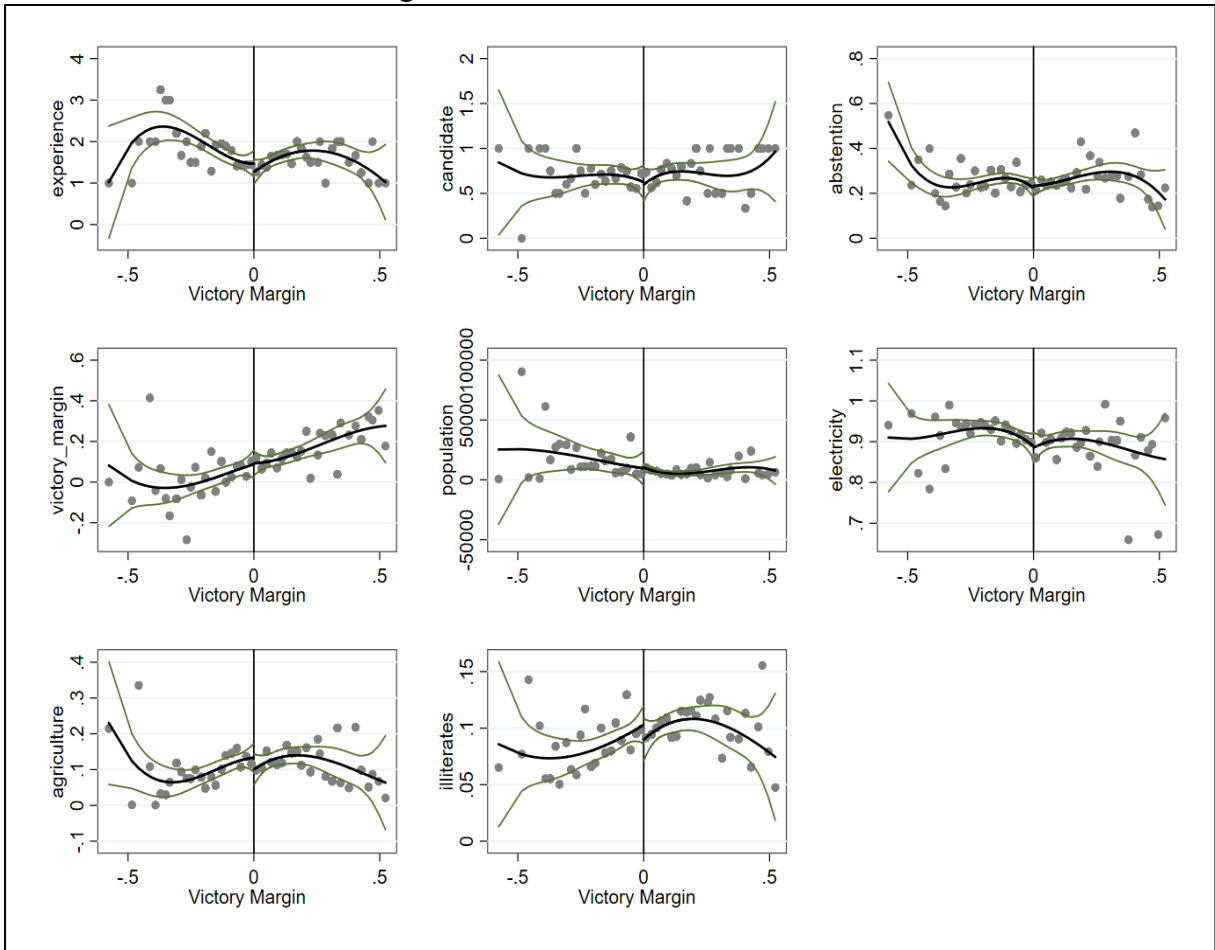 experience
4
3
2
1
0
-.5 0 .5
Victory Margin
candidate
2
1.5
1
.5
0
-.5 0 .5
Victory Margin
abstention
.8
.6
.4
.2
0
-.5 0 .5
Victory Margin
victory_margin
.6
.4
.2
0
-.2
-.5 0 .5
Victory Margin
population
-50000 0 50000100000
-.5 0 .5
Victory Margin
electricity
1.1
1
.9
.8
.7
-.5 0 .5
Victory Margin
agriculture
.4
.3
.2
.1
0
-.1
-.5 0 .5
Victory Margin
illiterates
.15
.1
.05
0
-.5 0 .5
Victory Margin